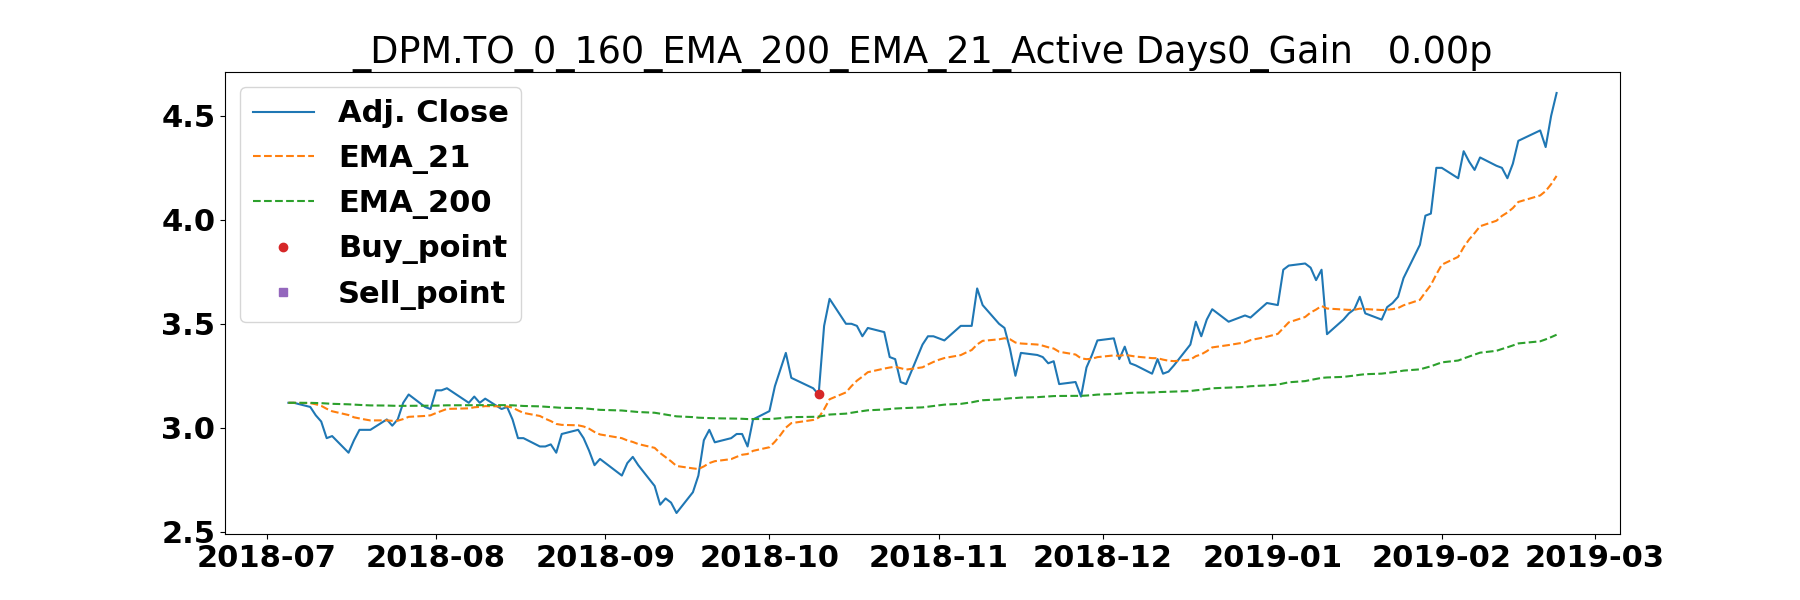 _DPM.TO_0_160_EMA_200_EMA_21_Active Days0_Gain   0.00p
Adj. Close
EMA_21
EMA_200
Buy_point
Sell_point
4.5
4.0
3.5
3.0
2.5
2018-07 2018-08 2018-09 2018-10 2018-11 2018-12 2019-01 2019-02 2019-03